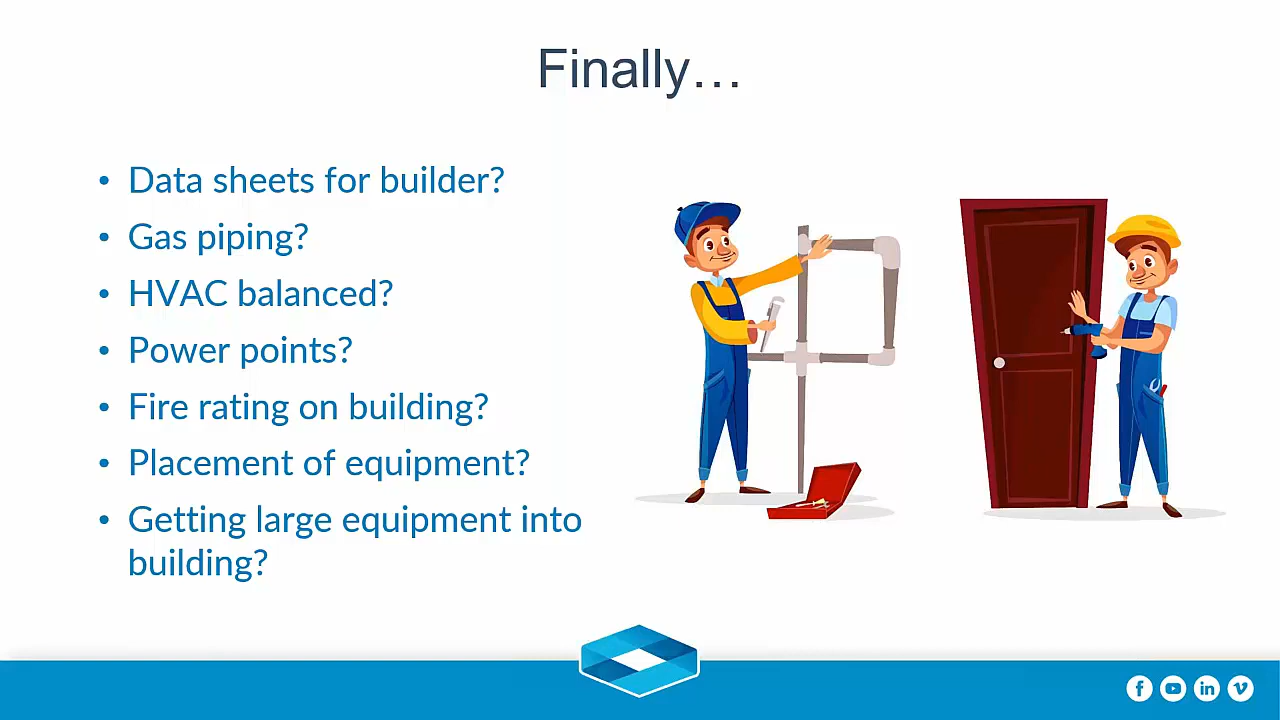 Finally…
• Data sheets for builder?
• Gas piping?
• HVAC balanced?
• Power points?
• Fire rating on building?
• Placement of equipment?
• Getting large equipment into
building?